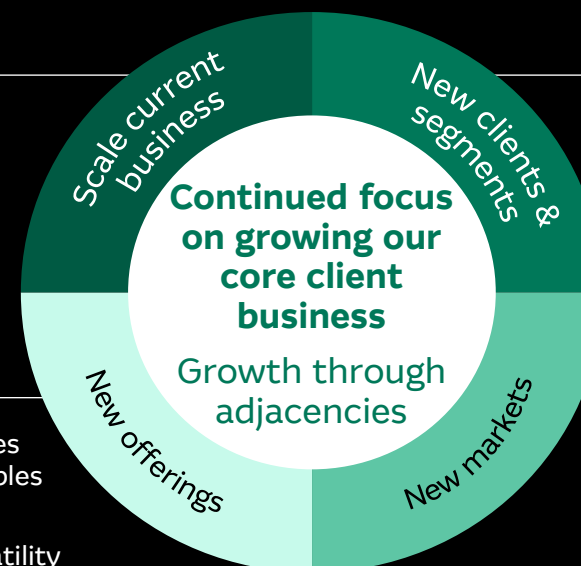 Scale current
business
New clients &
segments
Continued focus
on growing our
core client
business
Growth through
adjacencies
New offerings
New markets